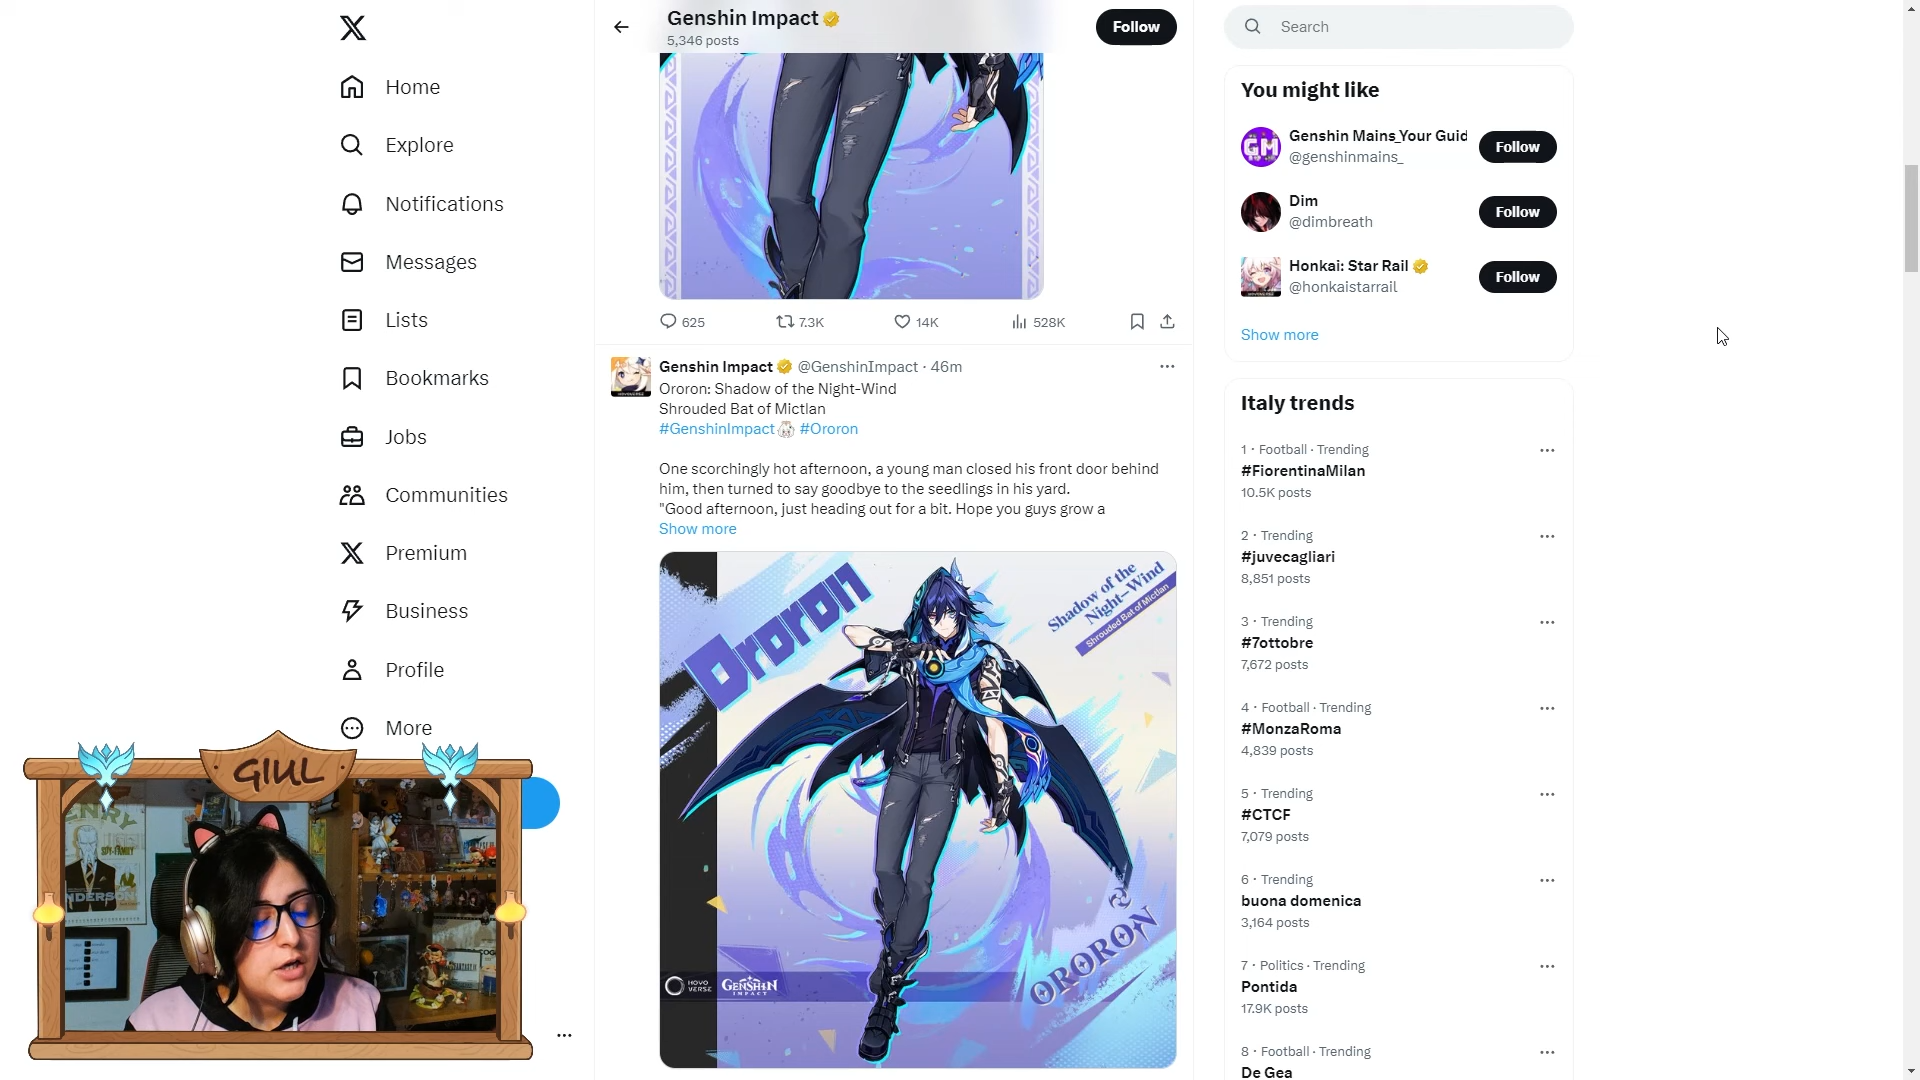 Home
Explore
Notifications
Messages
Lists
Bookmarks
Jobs
Communities
Premium
Business
Profile
More
GIUL
SPY×FAMILY
Genshin Impact
5,346 posts
Follow
625
7.3K
14K
528K
Genshin Impact @GenshinImpact · 46m
Ororon: Shadow of the Night-Wind
Shrouded Bat of Mictlan
#GenshinImpact #Ororon
One scorchingly hot afternoon, a young man closed his front door behind
him, then turned to say goodbye to the seedlings in his yard.
"Good afternoon, just heading out for a bit. Hope you guys grow a
Show more
Ororon
Shadow of the
Night-Wind
Shrouded Bat of Mictlan
ORORON
HOYO
VERSE
GENSHIN
IMPACT
Search
You might like
Genshin Mains_Your Guid
@genshinmains_
Follow
GM
Dim
@dimbreath
Follow
Honkai: Star Rail
@honkaistarrail
Follow
Show more
Italy trends
1 · Football · Trending
#FiorentinaMilan
10.5K posts
2 · Trending
#juvecagliari
8,851 posts
3 · Trending
#7ottobre
7,672 posts
4 · Football · Trending
#MonzaRoma
4,839 posts
5 · Trending
#CTCF
7,079 posts
6 · Trending
buona domenica
3,164 posts
7 · Politics · Trending
Pontida
17.9K posts
8 · Football · Trending
De Gea